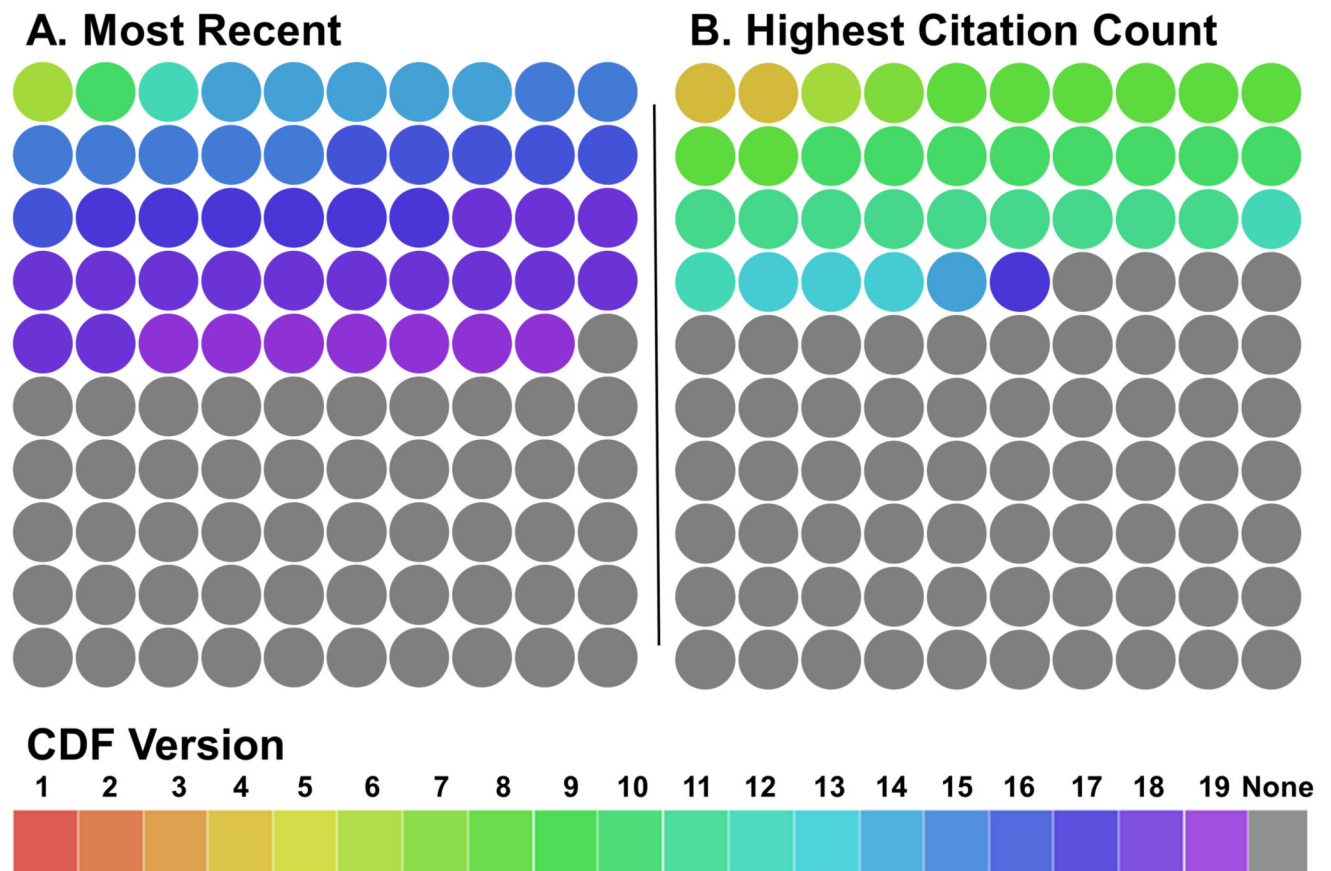 A. Most Recent
B. Highest Citation Count
CDF Version
1 2 3 4 5 6 7 8 9 10 11 12 13 14 15 16 17 18 19 None